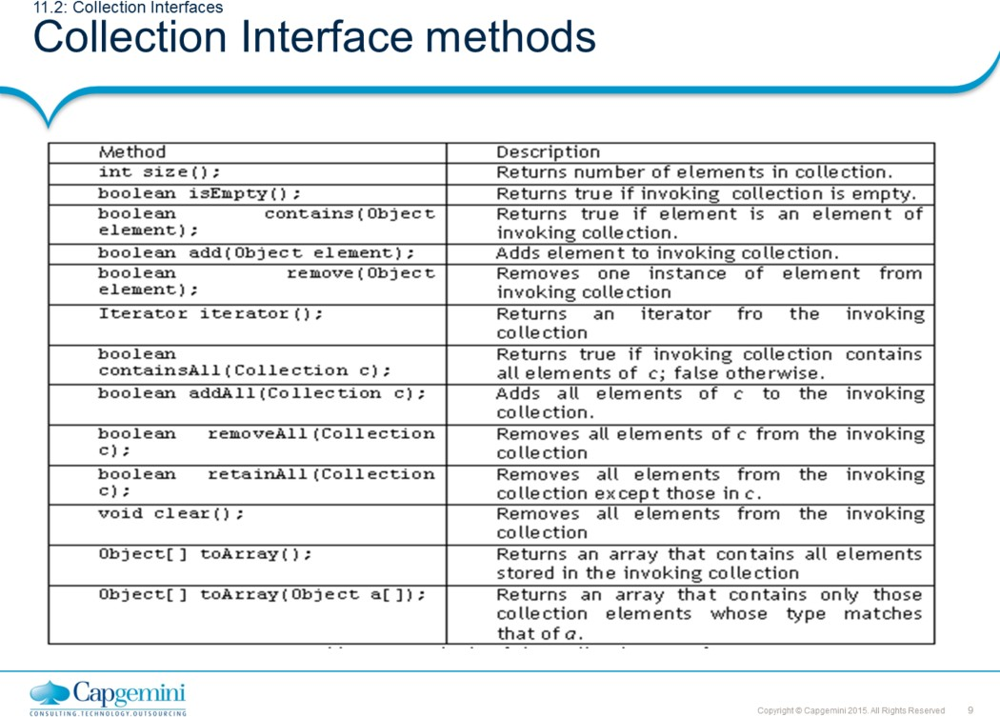 11.2: Collection Interfaces
Collection Interface methods
Method Description
int size(); Returns number of elements in collection.
boolean isEmpty(); Returns true if invoking collection is empty.
boolean contains(Object Returns true if element is an element of
element); invoking collection.
boolean add(Object element); Adds element to invoking collection.
boolean remove(Object Removes one instance of element from
element); invoking collection
Iterator iterator(); Returns an iterator fro the invoking
collection
boolean Returns true if invoking collection contains
containsAll(Collection c); all elements of c; false otherwise.
boolean addAll(Collection c); Adds all elements of c to the invoking
collection.
boolean removeAll(Collection Removes all elements of c from the invoking
c); collection
boolean retainAll(Collection Removes all elements from the invoking
c); collection except those in c.
void clear(); Removes all elements from the invoking
collection
Object[] toArray(); Returns an array that contains all elements
stored in the invoking collection
Object[] toArray(Object a[]); Returns an array that contains only those
collection elements whose type matches
that of a.
Capgemini
CONSULTING.TECHNOLOGY.OUTSOURCING
Copyright © Capgemini 2015. All Rights Reserved 9